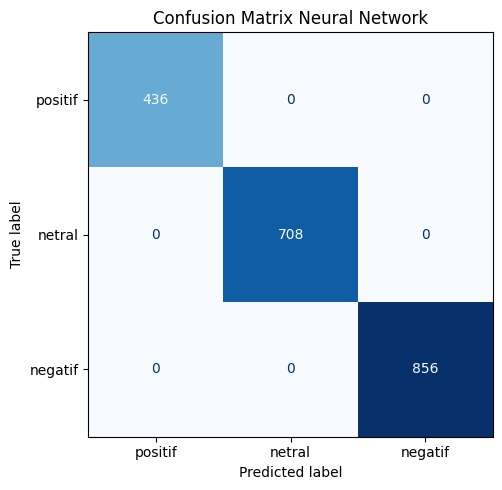 Confusion Matrix Neural Network
positif 436 0 0
netral 0 708 0
negatif 0 0 856
positif netral negatif
True label
Predicted label